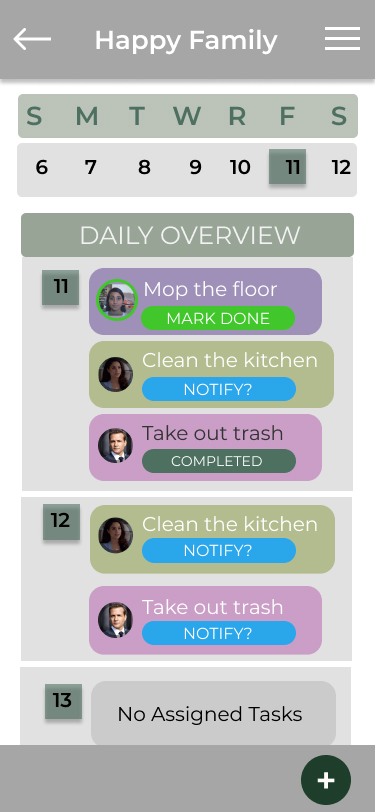 Happy Family
S M T W R F S
6 7 8 9 10 11 12
DAILY OVERVIEW
11
Mop the floor
MARK DONE
Clean the kitchen
NOTIFY?
Take out trash
COMPLETED
12
Clean the kitchen
NOTIFY?
Take out trash
NOTIFY?
13
No Assigned Tasks
+